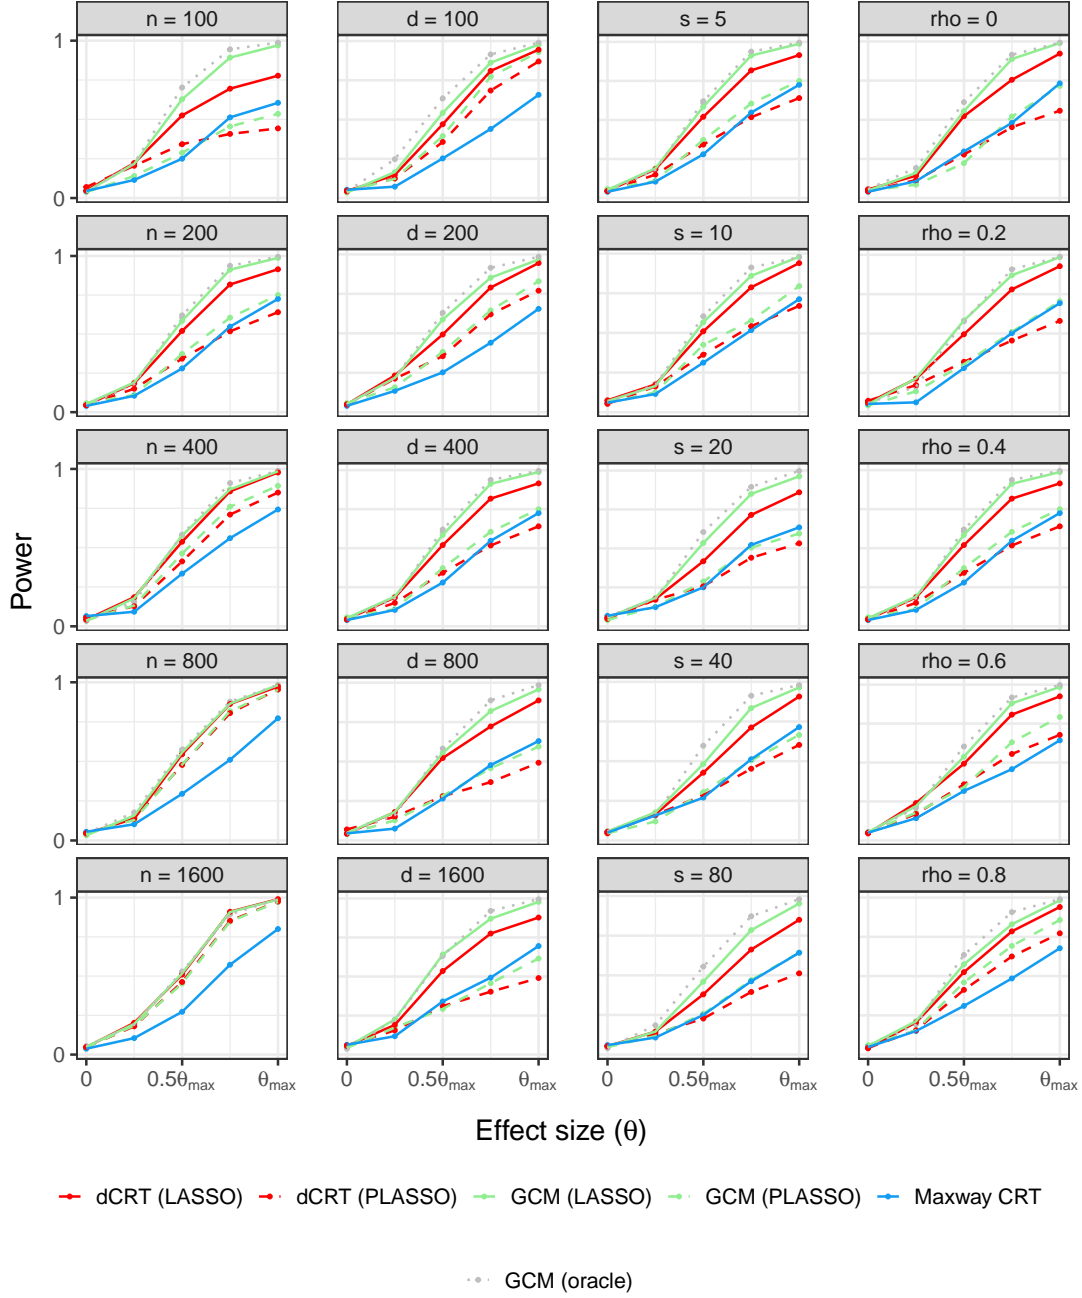 n = 100
d = 100
s = 5
rho = 0
1
0
n = 200
d = 200
s = 10
rho = 0.2
1
0
n = 400
d = 400
s = 20
rho = 0.4
1
0
n = 800
d = 800
s = 40
rho = 0.6
1
0
n = 1600
d = 1600
s = 80
rho = 0.8
1
0
Power
0 0.5θmax θmax
0 0.5θmax θmax
0 0.5θmax θmax
0 0.5θmax θmax
Effect size (θ)
dCRT (LASSO) dCRT (PLASSO) GCM (LASSO) GCM (PLASSO) Maxway CRT
GCM (oracle)